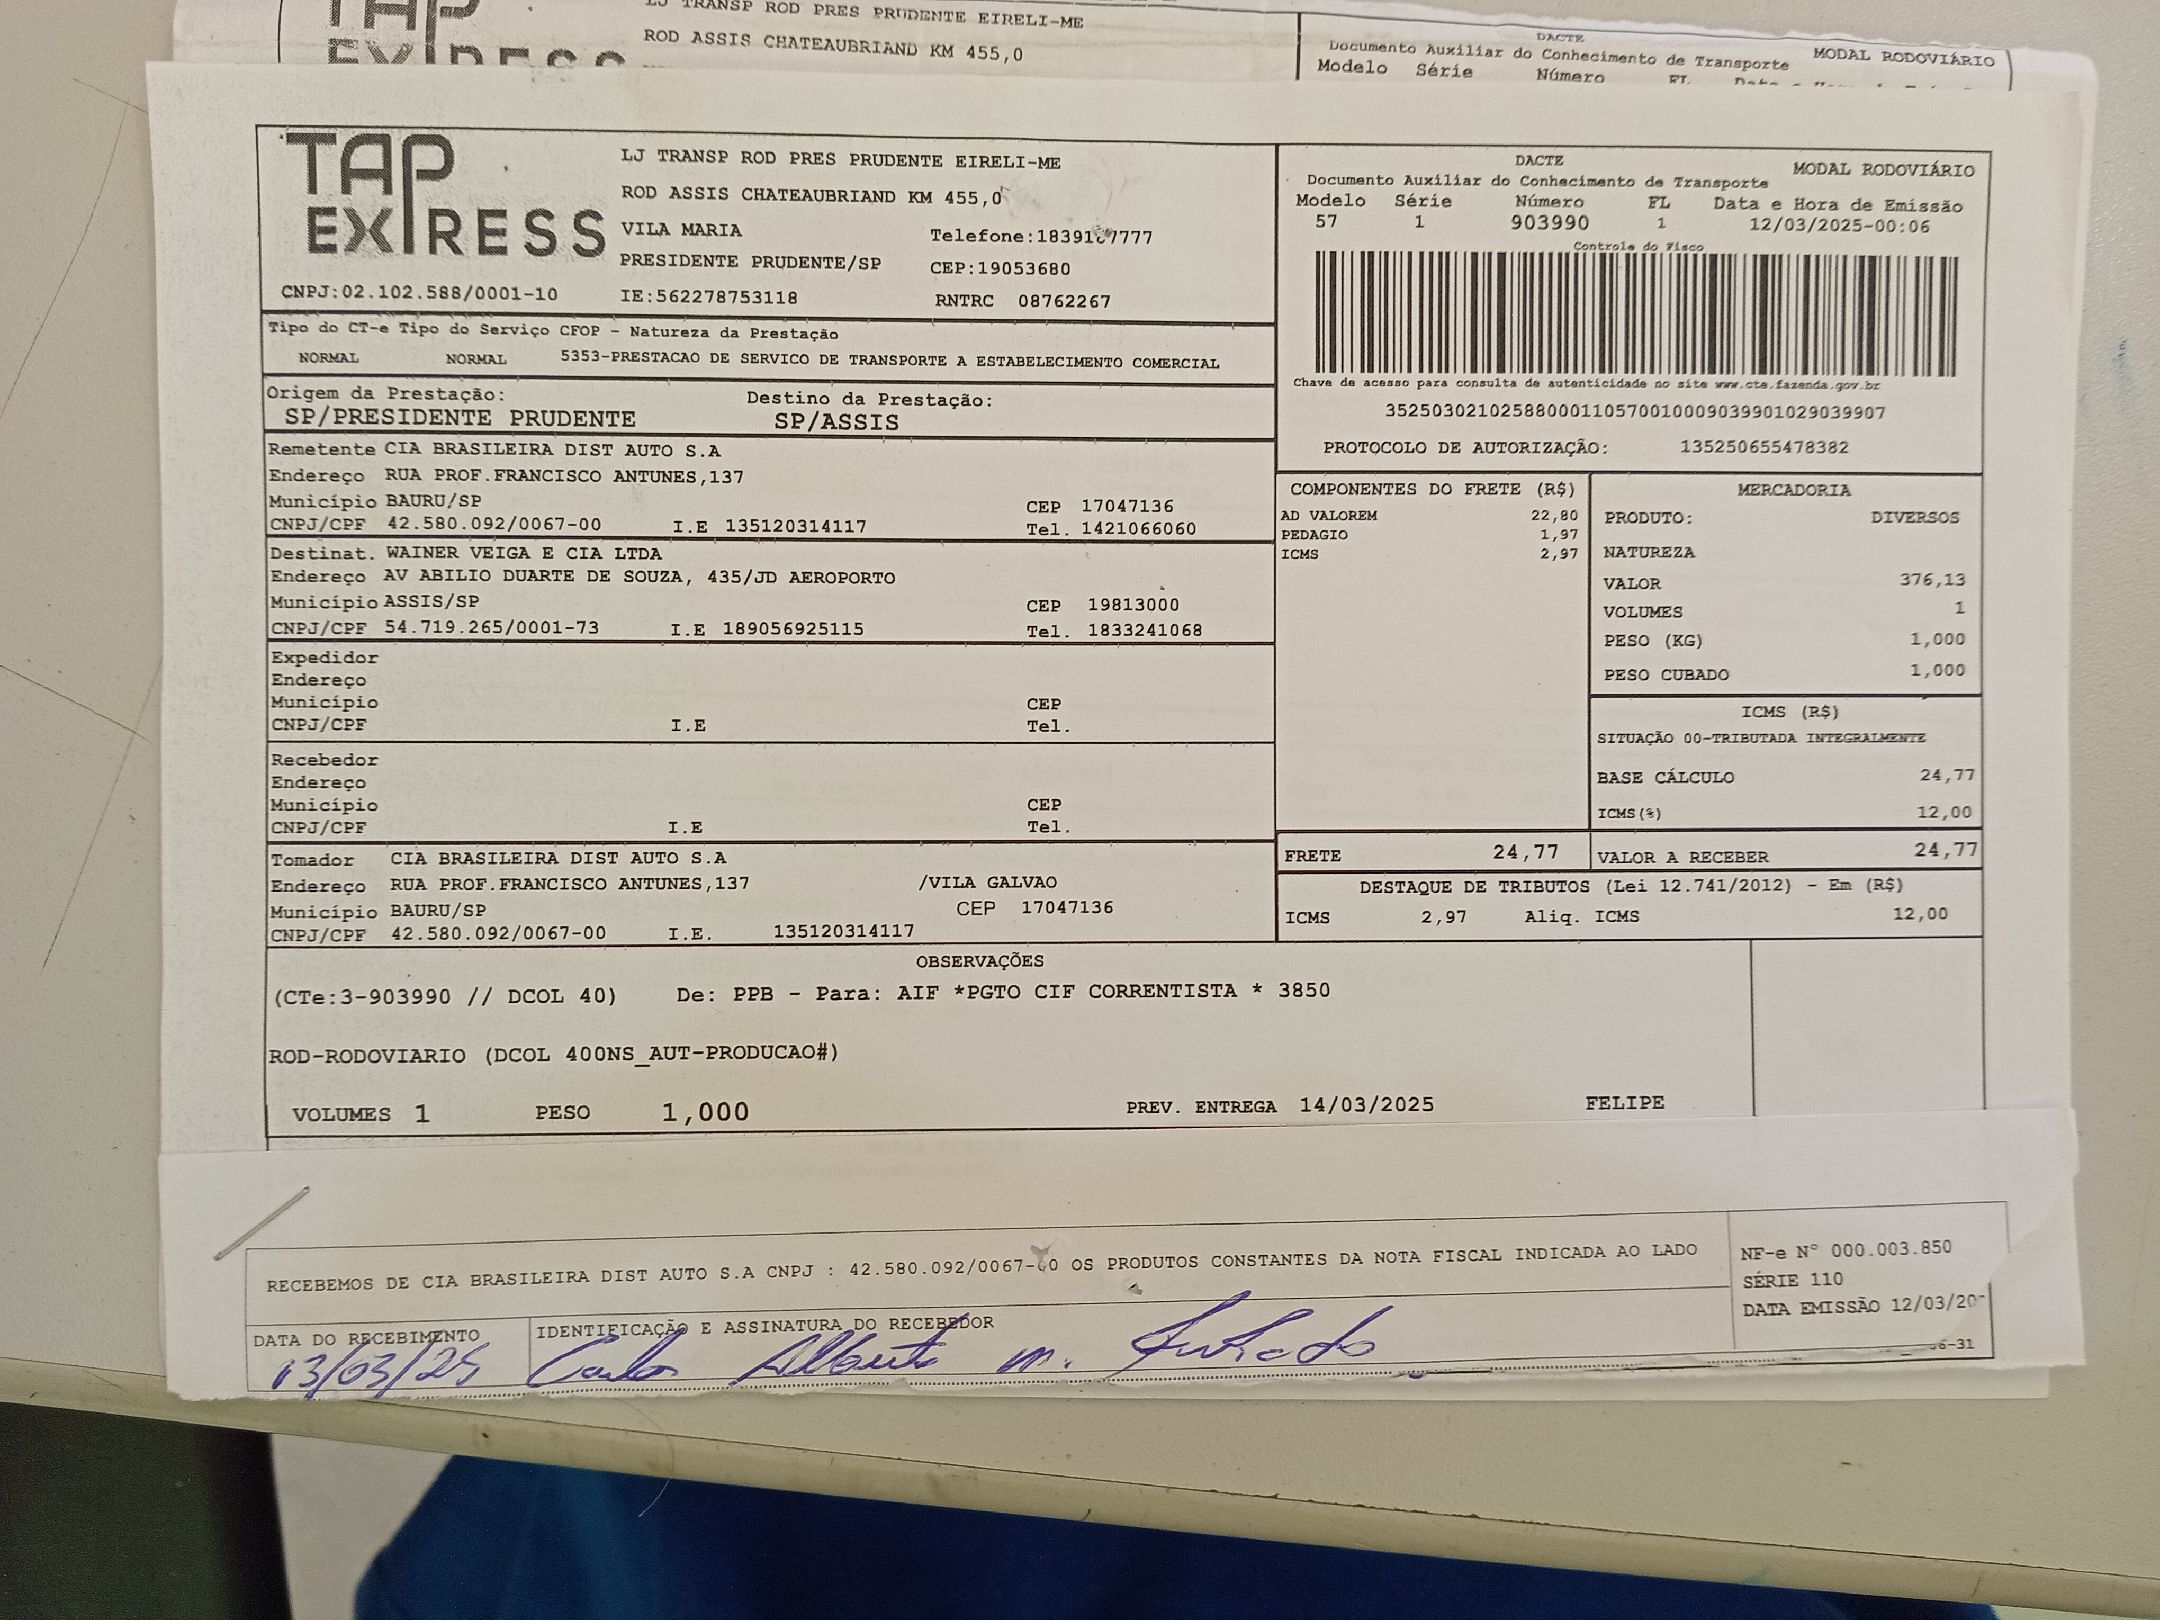 LJ TRANSP ROD PRES PRUDENTE EIRELI-ME
ROD ASSIS CHATEAUBRIAND KM 455,0
DACTE
Documento Auxiliar do Conhecimento de Transporte MODAL RODOVIÁRIO
Modelo Série Número FL
TAP EXPRESS
CNPJ:02.102.588/0001-10
LJ TRANSP ROD PRES PRUDENTE EIRELI-ME
ROD ASSIS CHATEAUBRIAND KM 455,0
VILA MARIA
PRESIDENTE PRUDENTE/SP CEP:19053680
IE:562278753118 RNTRC 08762267
DACTE MODAL RODOVIÁRIO
Documento Auxiliar do Conhecimento de Transporte
Modelo Série Número FL Data e Hora de Emissão
57 1 903990 1 12/03/2025-00:06
Controle do Fisco
Chave de acesso para consulta de autenticidade no site www.cte.fazenda.gov.br
35250302102588000110570010009039901029039907
PROTOCOLO DE AUTORIZAÇÃO: 135250655478382
Tipo do CT-e Tipo do Serviço CFOP - Natureza da Prestação
NORMAL NORMAL 5353-PRESTACAO DE SERVICO DE TRANSPORTE A ESTABELECIMENTO COMERCIAL
Origem da Prestação: Destino da Prestação:
SP/PRESIDENTE PRUDENTE SP/ASSIS
Remetente CIA BRASILEIRA DIST AUTO S.A
Endereço RUA PROF.FRANCISCO ANTUNES,137
Município BAURU/SP CEP 17047136
CNPJ/CPF 42.580.092/0067-00 I.E 135120314117 Tel. 1421066060
Destinat. WAINER VEIGA E CIA LTDA
Endereço AV ABILIO DUARTE DE SOUZA, 435/JD AEROPORTO
Município ASSIS/SP CEP 19813000
CNPJ/CPF 54.719.265/0001-73 I.E 189056925115 Tel. 1833241068
Expedidor
Endereço
Município CEP
CNPJ/CPF I.E Tel.
Recebedor
Endereço
Município CEP
CNPJ/CPF I.E Tel.
Tomador CIA BRASILEIRA DIST AUTO S.A
Endereço RUA PROF.FRANCISCO ANTUNES,137 /VILA GALVAO
Município BAURU/SP CEP 17047136
CNPJ/CPF 42.580.092/0067-00 I.E. 135120314117
COMPONENTES DO FRETE (R$)
AD VALOREM 22,80
PEDAGIO 1,97
ICMS 2,97
MERCADORIA
PRODUTO: DIVERSOS
NATUREZA
VALOR 376,13
VOLUMES 1
PESO (KG) 1,000
PESO CUBADO 1,000
ICMS (R$)
SITUAÇÃO 00-TRIBUTADA INTEGRALMENTE
BASE CÁLCULO 24,77
ICMS(%) 12,00
FRETE 24,77 VALOR A RECEBER 24,77
DESTAQUE DE TRIBUTOS (Lei 12.741/2012) - Em (R$)
ICMS 2,97 Aliq. ICMS 12,00
OBSERVAÇÕES
(CTe:3-903990 // DCOL 40) De: PPB - Para: AIF *PGTO CIF CORRENTISTA * 3850
ROD-RODOVIARIO (DCOL 400NS_AUT-PRODUCAO#)
VOLUMES 1 PESO 1,000 PREV. ENTREGA 14/03/2025 FELIPE
RECEBEMOS DE CIA BRASILEIRA DIST AUTO S.A CNPJ : 42.580.092/0067-00 OS PRODUTOS CONSTANTES DA NOTA FISCAL INDICADA AO LADO
NF-e N° 000.003.850
SÉRIE 110
DATA EMISSÃO 12/03/20
DATA DO RECEBIMENTO IDENTIFICAÇÃO E ASSINATURA DO RECEBEDOR
13/03/25 Carlos Alberto m. Furtado